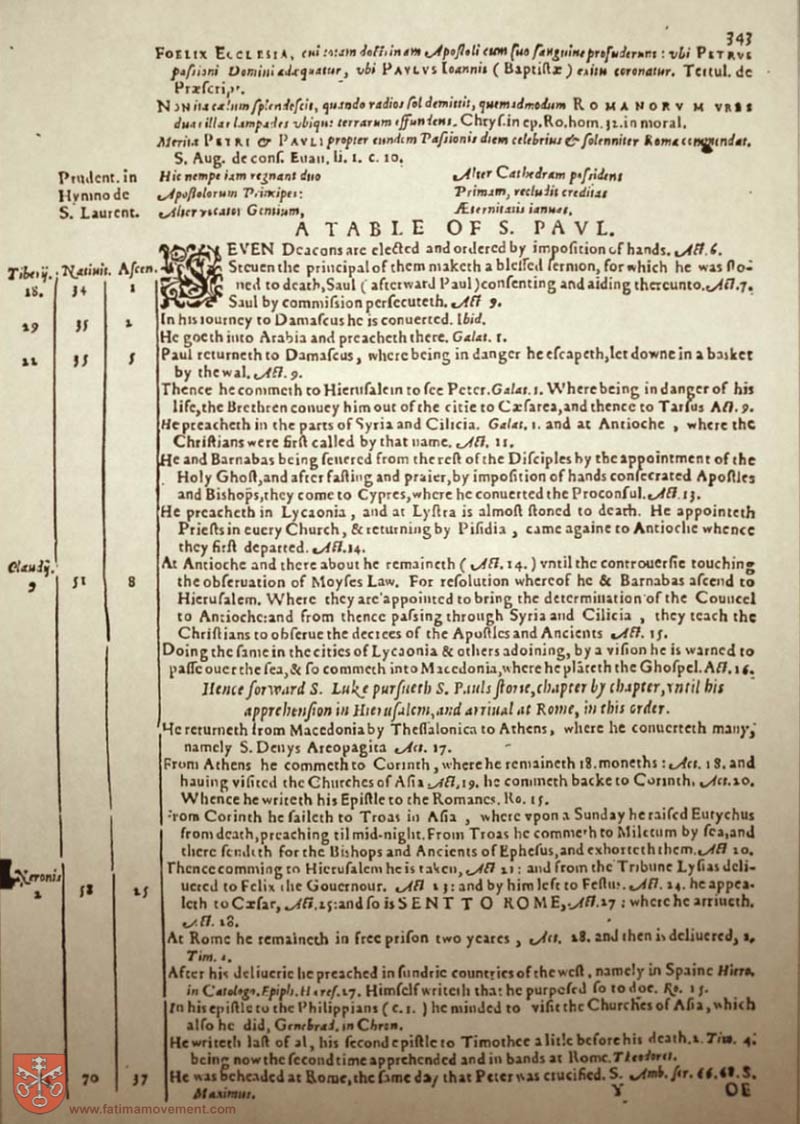 343
FOELIX ECCLESIA, cui totam doctrinam Apostoli cum suo sanguine profuderunt: vbi PETRVS
passioni Domini adæquatur, vbi PAVLVS Ioannis (Baptistæ) exitu coronatur. Tertul. de
Præscript.
NON ita cælum splendescit, quando radios sol demittit, quemadmodum ROMANORVM VRBS
duas illas lampades vbique terrarum effundens. Chrys. in ep. Ro. hom. 32. in moral.
Merita PETRI & PAVLI propter eundem Passionis diem celebrius & solenniter Roma commendat.
S. Aug. de cons. Euan. li. 1. c. 10.
Prudent. in Hic nempe iam regnant duo Alter Cathedram possidens
Hymno de Apostolorum Principes: Primam, recludit creditas
S. Laurent. Alter vocator Gentium, Æternitatis ianuas.
A TABLE OF S. PAVL.
SEVEN Deacons are elected and ordered by imposition of hands. Act. 6.
Tiberij. Natiuit. Ascen. Steuen the principal of them maketh a blessed sermon, for which he was sto-
18. 34 1 ned to death, Saul (afterward Paul) consenting and aiding thereunto. Act. 7.
Saul by commission persecuteth. Act 9.
19 35 2 In his iourney to Damascus he is conuerted. Ibid.
He goeth into Arabia and preacheth there. Galat. 1.
22 35 5 Paul returneth to Damascus, where being in danger he escapeth, let downe in a basket
by the wal. Act. 9.
Thence he commeth to Hierusalem to see Peter. Galat. 1. Where being in danger of his
life, the Brethren conuey him out of the citie to Cæsarea, and thence to Tarsus Act. 9.
He preacheth in the parts of Syria and Cilicia. Galat. 1. and at Antioche, where the
Christians were first called by that name. Act. 11.
He and Barnabas being seuered from the rest of the Disciples by the appointment of the
Holy Ghost, and after fasting and praier, by imposition of hands consecrated Apostles
and Bishops, they come to Cypres, where he conuerted the Proconsul. Act. 13.
He preacheth in Lycaonia, and at Lystra is almost stoned to death. He appointeth
Priests in euery Church, & returning by Pisidia, came againe to Antioche whence
they first departed. Act. 14.
Claudij. At Antioche and there about he remaineth (Act. 14.) vntil the controuersie touching
9 51 8 the obseruation of Moyses Law. For resolution whereof he & Barnabas ascend to
Hierusalem. Where they are appointed to bring the determination of the Councel
to Antioche: and from thence passing through Syria and Cilicia, they teach the
Christians to obserue the decrees of the Apostles and Ancients Act. 15.
Doing the same in the cities of Lycaonia & others adoining, by a vision he is warned to
passe ouer the sea, & so commeth into Macedonia, where he plāteth the Ghospel. Act. 16.
Hence forward S. Luke pursueth S. Pauls storie, chapter by chapter, vntil his
apprehension in Hierusalem, and arriual at Rome, in this order.
He returneth from Macedonia by Thessalonica to Athens, where he conuerteth many,
namely S. Denys Areopagita Act. 17.
From Athens he commeth to Corinth, where he remaineth 18. moneths: Act. 18. and
hauing visited the Churches of Asia Act. 19. he commeth backe to Corinth. Act. 20.
Whence he writeth his Epistle to the Romanes. Ro. 15.
From Corinth he saileth to Troas in Asia, where vpon a Sunday he raised Eutychus
from death, preaching til mid-night. From Troas he commeth to Miletum by sea, and
there sendeth for the Bishops and Ancients of Ephesus, and exhorteth them. Act 20.
Neronis Thence comming to Hierusalem he is taken, Act 21: and from the Tribune Lysias deli-
2 58 25 uered to Felix the Gouernour. Act 23: and by him left to Festus. Act. 24. he appea-
leth to Cæsar, Act. 25: and so is SENT TO ROME, Act. 27: where he arriueth.
Act. 28.
At Rome he remaineth in free prison two yeares, Act. 28. and then is deliuered, 2.
Tim. 4.
After his deliuerie he preached in sundrie countries of the west, namely in Spaine Hiero.
in Catologo. Epiph. Hæres. 27. Himself writeth that he purposed so to doe. Ro. 15.
In his epistle to the Philippians (c. 1.) he minded to visit the Churches of Asia, which
also he did, Genebrad. in Chron.
He writeth last of al, his second epistle to Timothee a litle before his death. 2. Tim. 4:
being now the second time apprehended and in bands at Rome. Theodoret.
70 37 He was beheaded at Rome, the same day that Peter was crucified. S. Amb. ser. 66. 68. S.
Maximus.
Y OE
www.fatimamovement.com